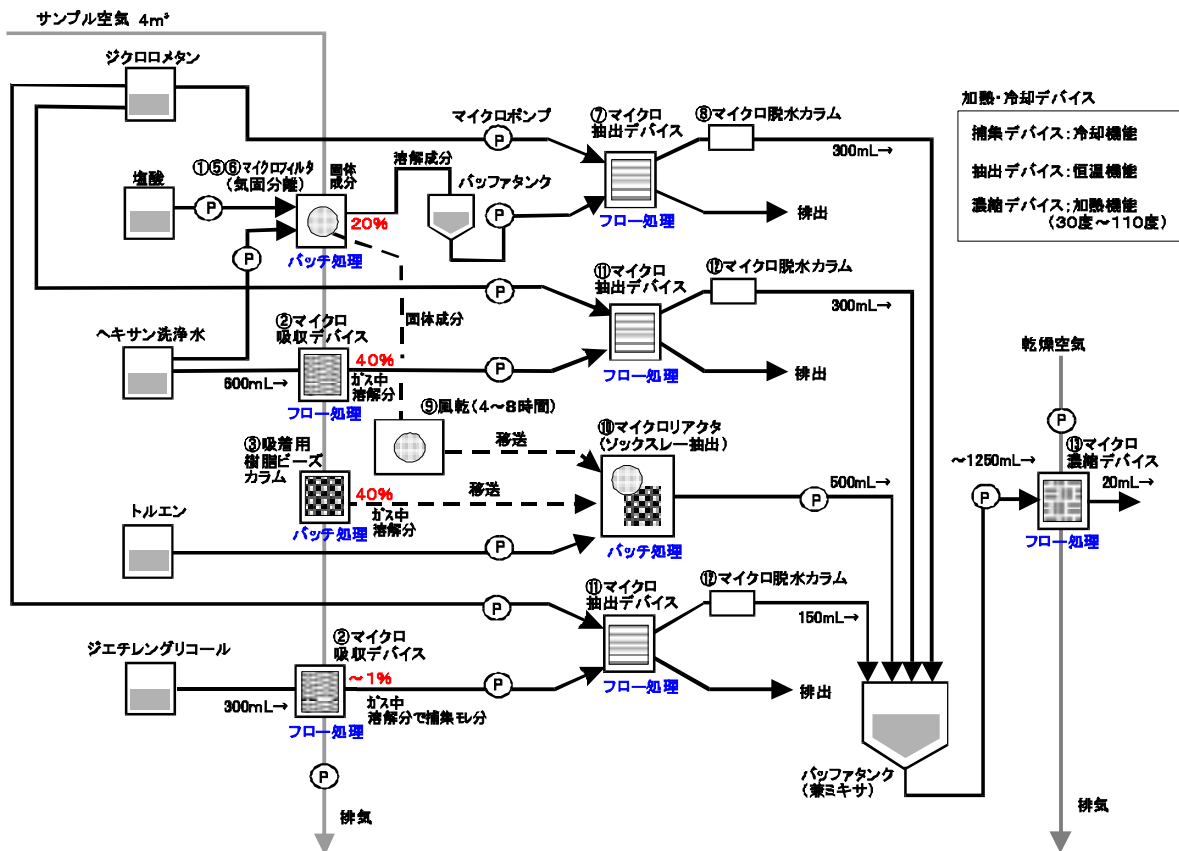 サンプル空気 4m³
ジクロロメタン
塩酸
①⑤⑥マイクロフィルタ
(気固分離)
固体
成分
20%
バッチ処理
溶解成分
バッファタンク
マイクロポンプ
P
P
P
P
⑦マイクロ
抽出デバイス
フロー処理
⑧マイクロ脱水カラム
300mL→
排出
加熱・冷却デバイス
捕集デバイス:冷却機能
抽出デバイス:恒温機能
濃縮デバイス:加熱機能
(30度～110度)
ヘキサン洗浄水
600mL→
②マイクロ
吸収デバイス
40%
ガス中
溶解分
フロー処理
固体成分
P
P
⑪マイクロ
抽出デバイス
フロー処理
⑫マイクロ脱水カラム
300mL→
排出
③吸着用
樹脂ビーズ
カラム
40%
ガス中
溶解分
バッチ処理
⑨風乾(4～8時間)
移送
移送
⑩マイクロリアクタ
(ソックスレー抽出)
バッチ処理
500mL→
P
トルエン
P
乾燥空気
P
～1250mL→
P
⑬マイクロ
濃縮デバイス
20mL→
フロー処理
ジエチレングリコール
300mL→
②マイクロ
吸収デバイス
～1%
ガス中
溶解分で捕集モレ分
フロー処理
P
P
⑪マイクロ
抽出デバイス
フロー処理
⑫マイクロ脱水カラム
150mL→
排出
バッファタンク
(兼ミキサ)
P
排気
排気